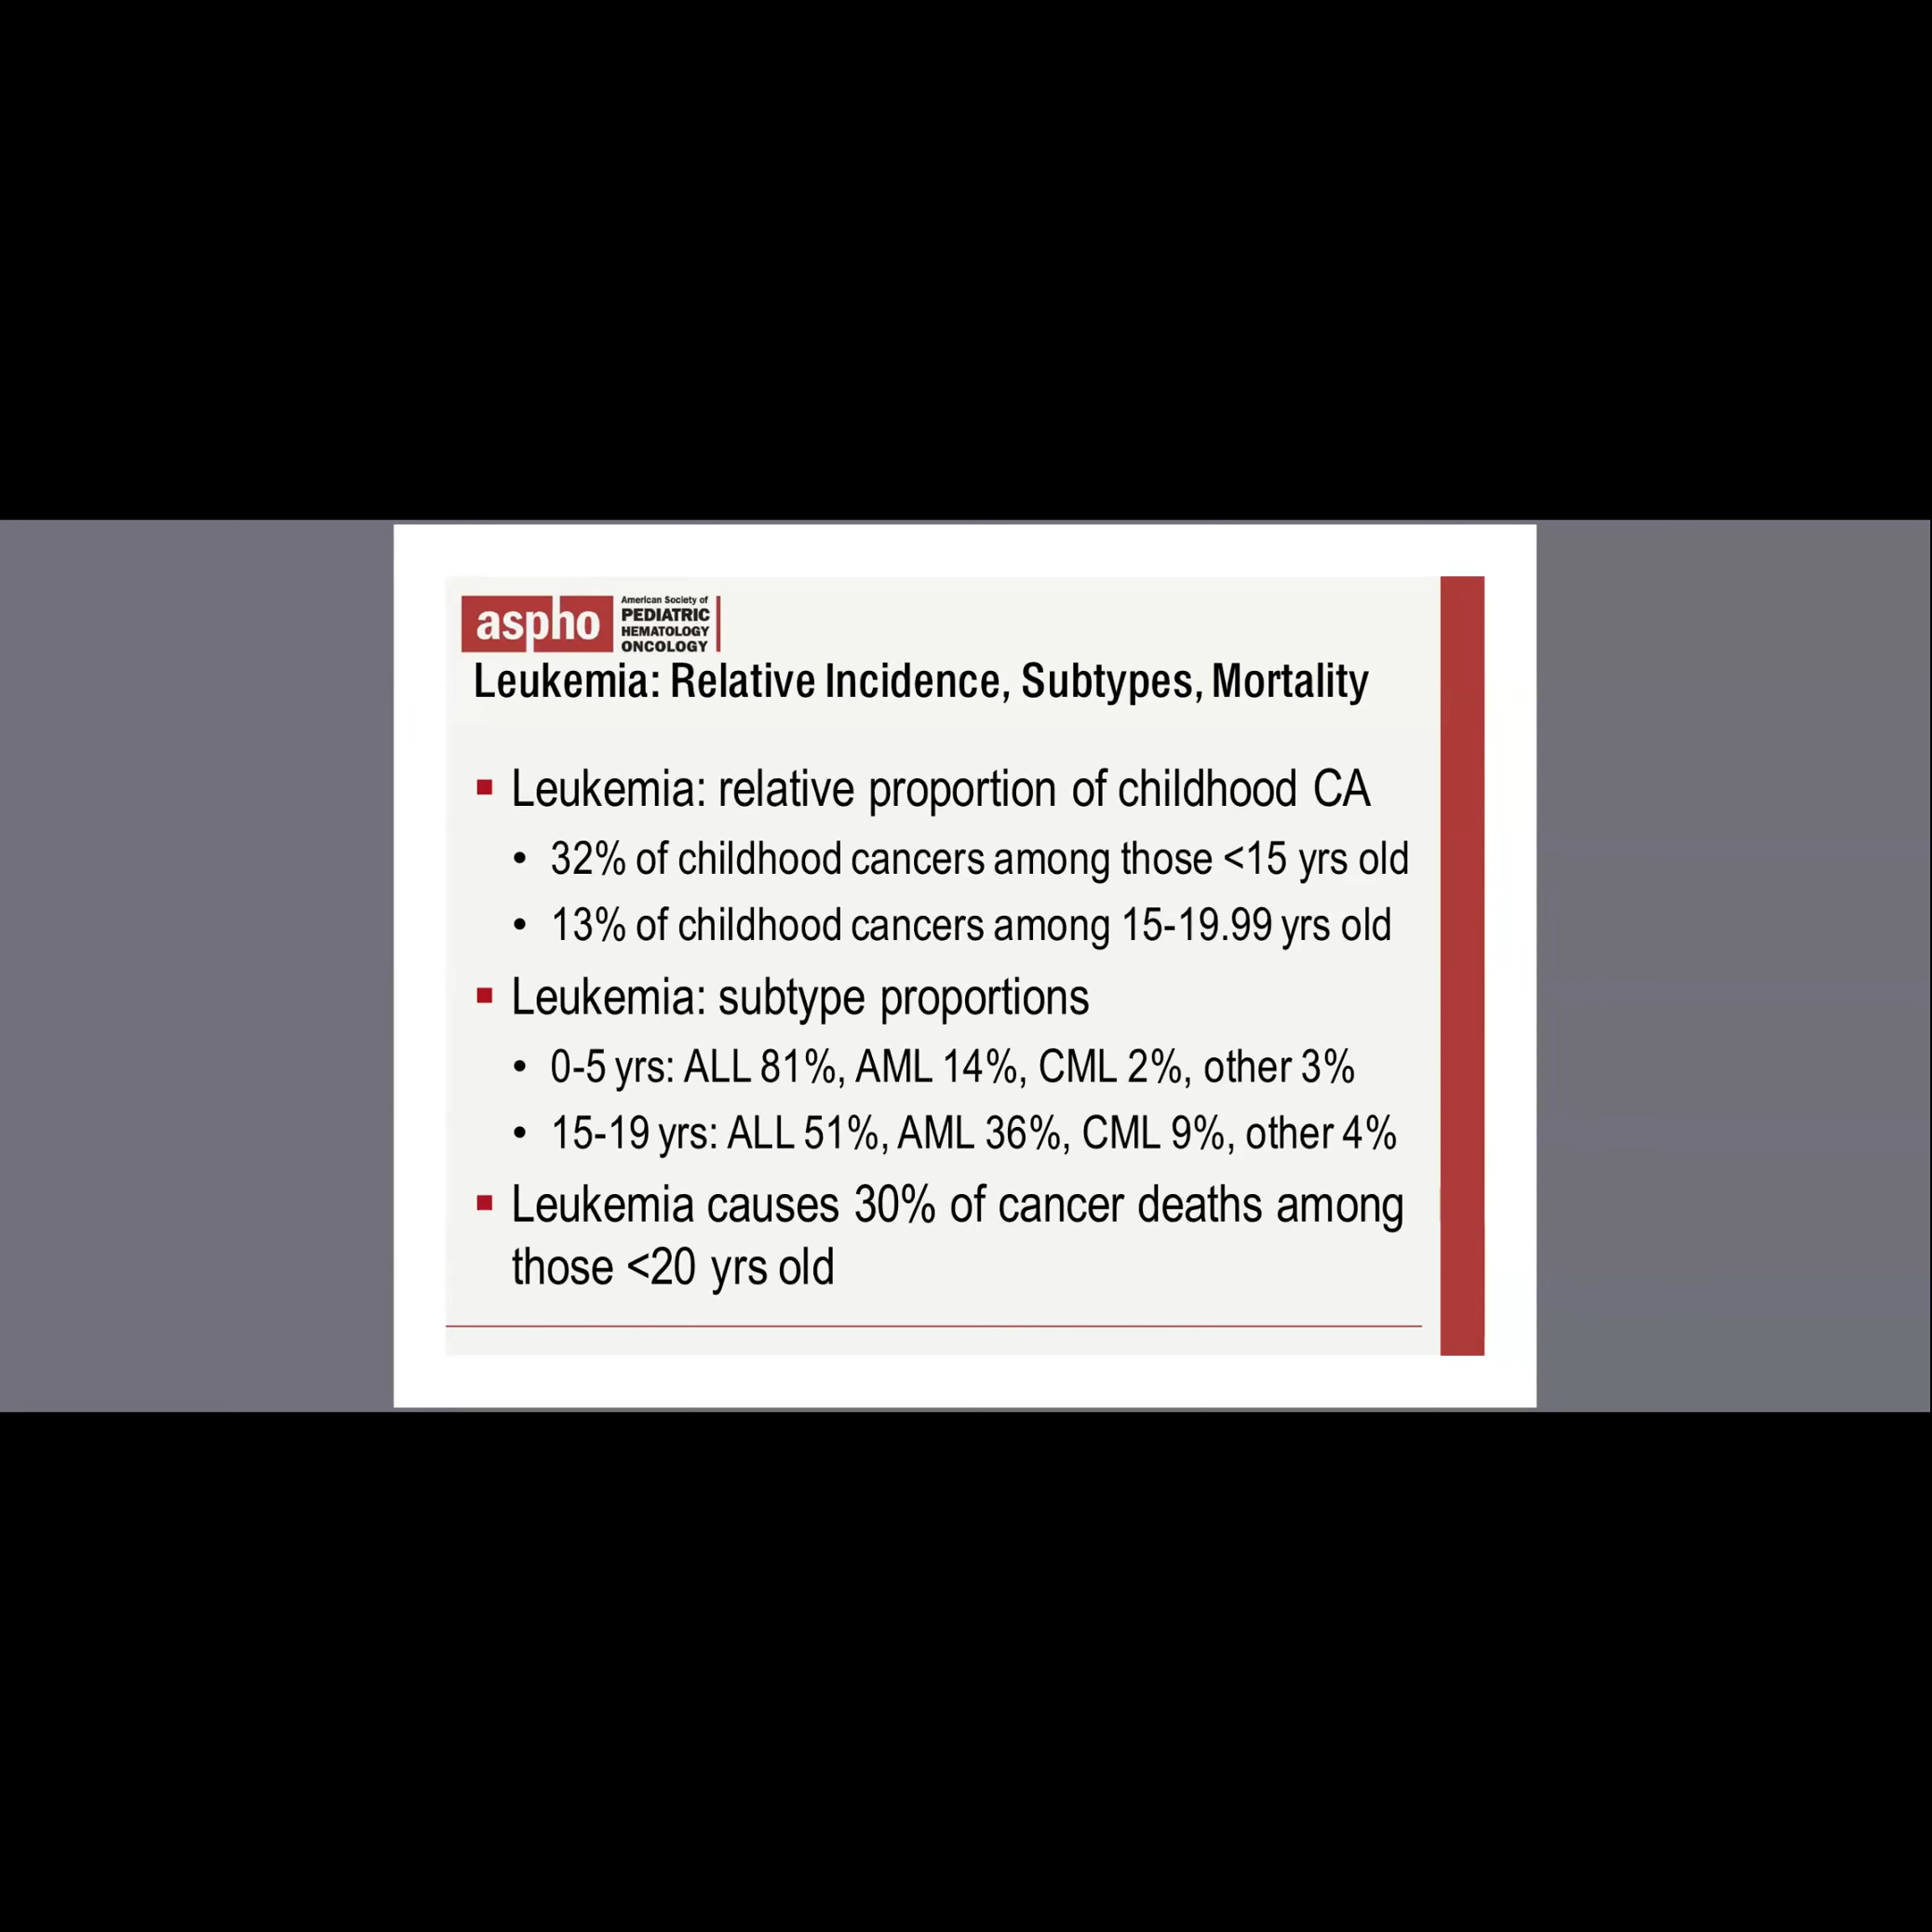 aspho
American Society of
PEDIATRIC
HEMATOLOGY
ONCOLOGY
Leukemia: Relative Incidence, Subtypes, Mortality
Leukemia: relative proportion of childhood CA
• 32% of childhood cancers among those <15 yrs old
• 13% of childhood cancers among 15-19.99 yrs old
Leukemia: subtype proportions
• 0-5 yrs: ALL 81%, AML 14%, CML 2%, other 3%
• 15-19 yrs: ALL 51%, AML 36%, CML 9%, other 4%
Leukemia causes 30% of cancer deaths among
those <20 yrs old